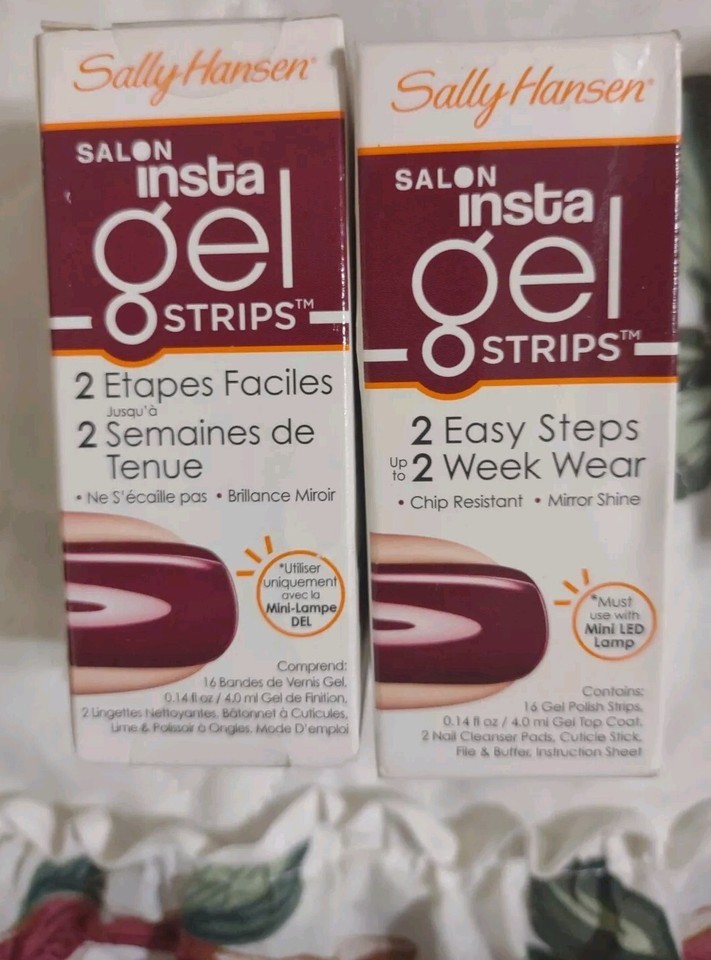 Sally Hansen
SALON
insta
gel
STRIPS™
2 Etapes Faciles
Jusqu'à
2 Semaines de
Tenue
• Ne S'écaille pas • Brillance Miroir
*Utiliser
uniquement
avec la
Mini-Lampe
DEL
Comprend:
16 Bandes de Vernis Gel,
0.14 fl oz / 4.0 ml Gel de Finition,
2 Lingettes Nettoyantes, Bâtonnet à Cuticules,
Lime & Polissoir à Ongles, Mode D'emploi
Sally Hansen
SALON
insta
gel
STRIPS™
2 Easy Steps
Up to 2 Week Wear
• Chip Resistant • Mirror Shine
*Must
use with
Mini LED
Lamp
Contains:
16 Gel Polish Strips,
0.14 fl oz / 4.0 ml Gel Top Coat,
2 Nail Cleanser Pads, Cuticle Stick,
File & Buffer, Instruction Sheet